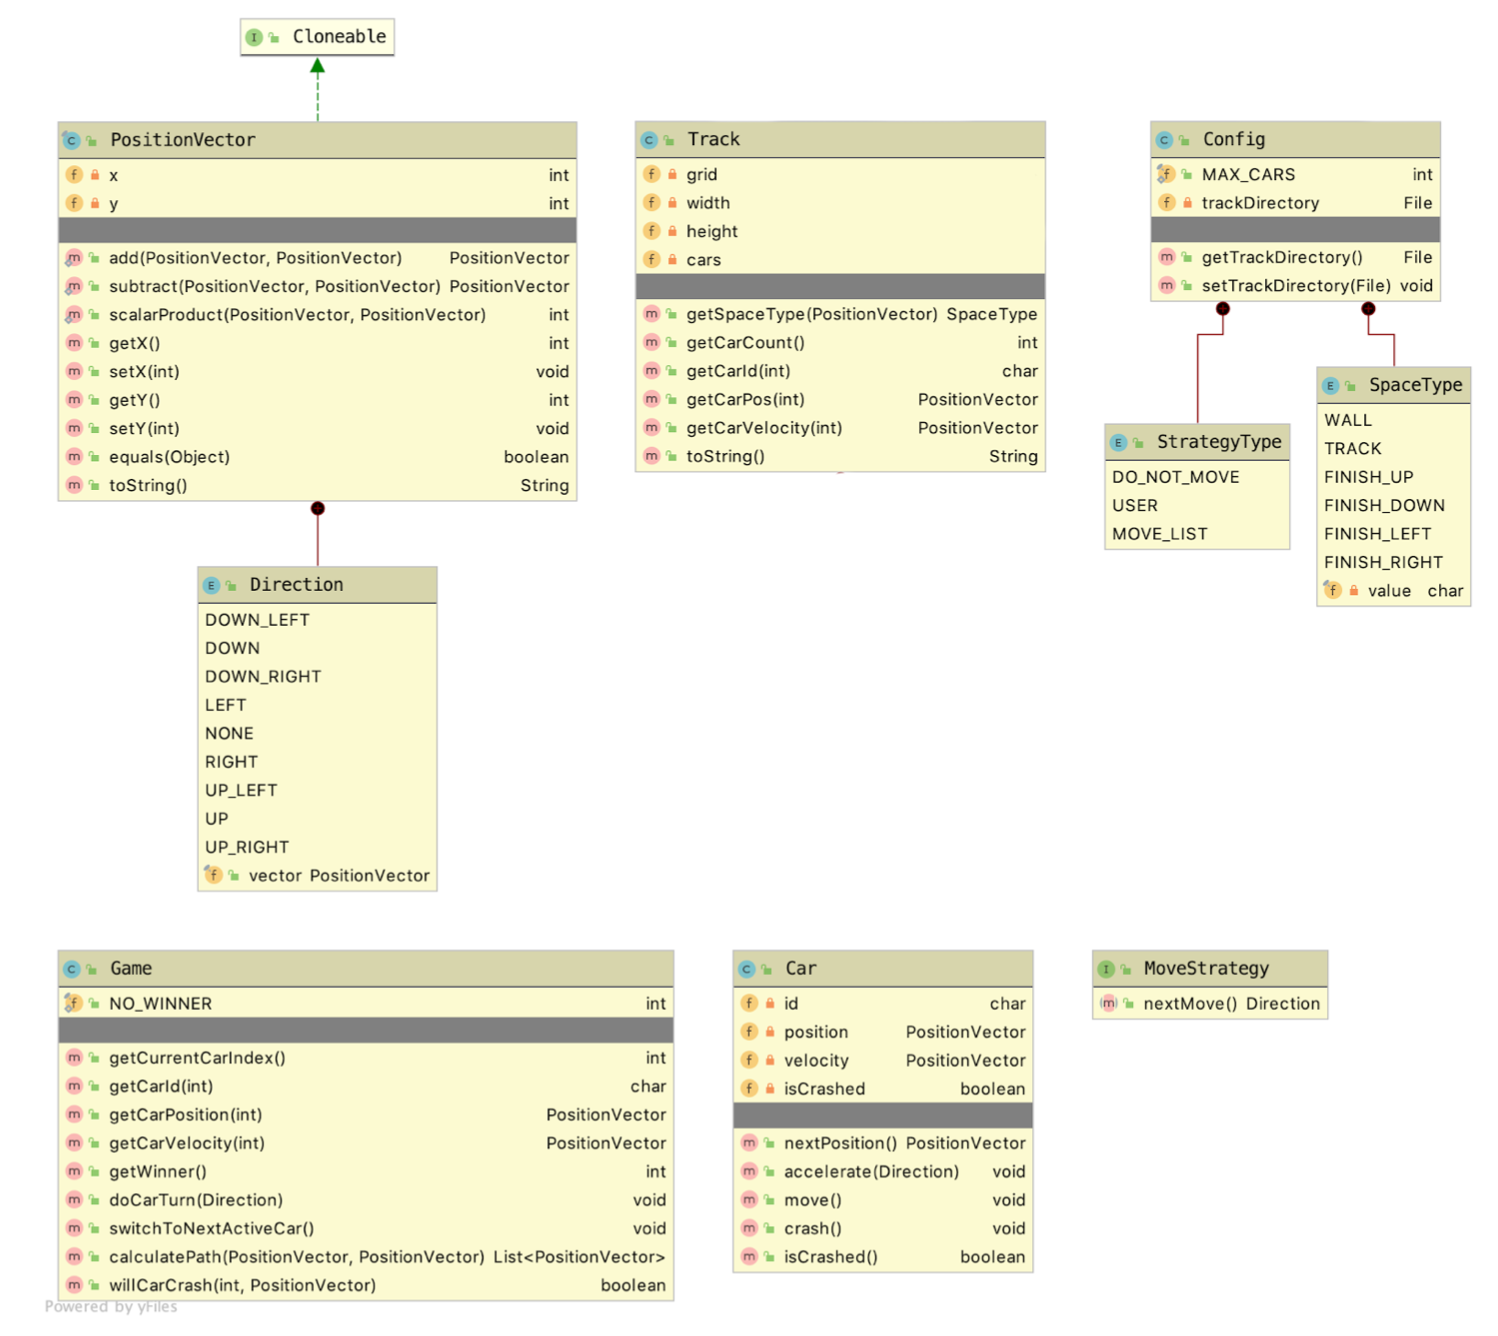 Cloneable
PositionVector
x int
y int
add(PositionVector, PositionVector) PositionVector
subtract(PositionVector, PositionVector) PositionVector
scalarProduct(PositionVector, PositionVector) int
getX() int
setX(int) void
getY() int
setY(int) void
equals(Object) boolean
toString() String
Direction
DOWN_LEFT
DOWN
DOWN_RIGHT
LEFT
NONE
RIGHT
UP_LEFT
UP
UP_RIGHT
vector PositionVector
Track
grid
width
height
cars
getSpaceType(PositionVector) SpaceType
getCarCount() int
getCarId(int) char
getCarPos(int) PositionVector
getCarVelocity(int) PositionVector
toString() String
Config
MAX_CARS int
trackDirectory File
getTrackDirectory() File
setTrackDirectory(File) void
StrategyType
DO_NOT_MOVE
USER
MOVE_LIST
SpaceType
WALL
TRACK
FINISH_UP
FINISH_DOWN
FINISH_LEFT
FINISH_RIGHT
value char
Game
NO_WINNER int
getCurrentCarIndex() int
getCarId(int) char
getCarPosition(int) PositionVector
getCarVelocity(int) PositionVector
getWinner() int
doCarTurn(Direction) void
switchToNextActiveCar() void
calculatePath(PositionVector, PositionVector) List<PositionVector>
willCarCrash(int, PositionVector) boolean
Car
id char
position PositionVector
velocity PositionVector
isCrashed boolean
nextPosition() PositionVector
accelerate(Direction) void
move() void
crash() void
isCrashed() boolean
MoveStrategy
nextMove() Direction
Powered by yFiles